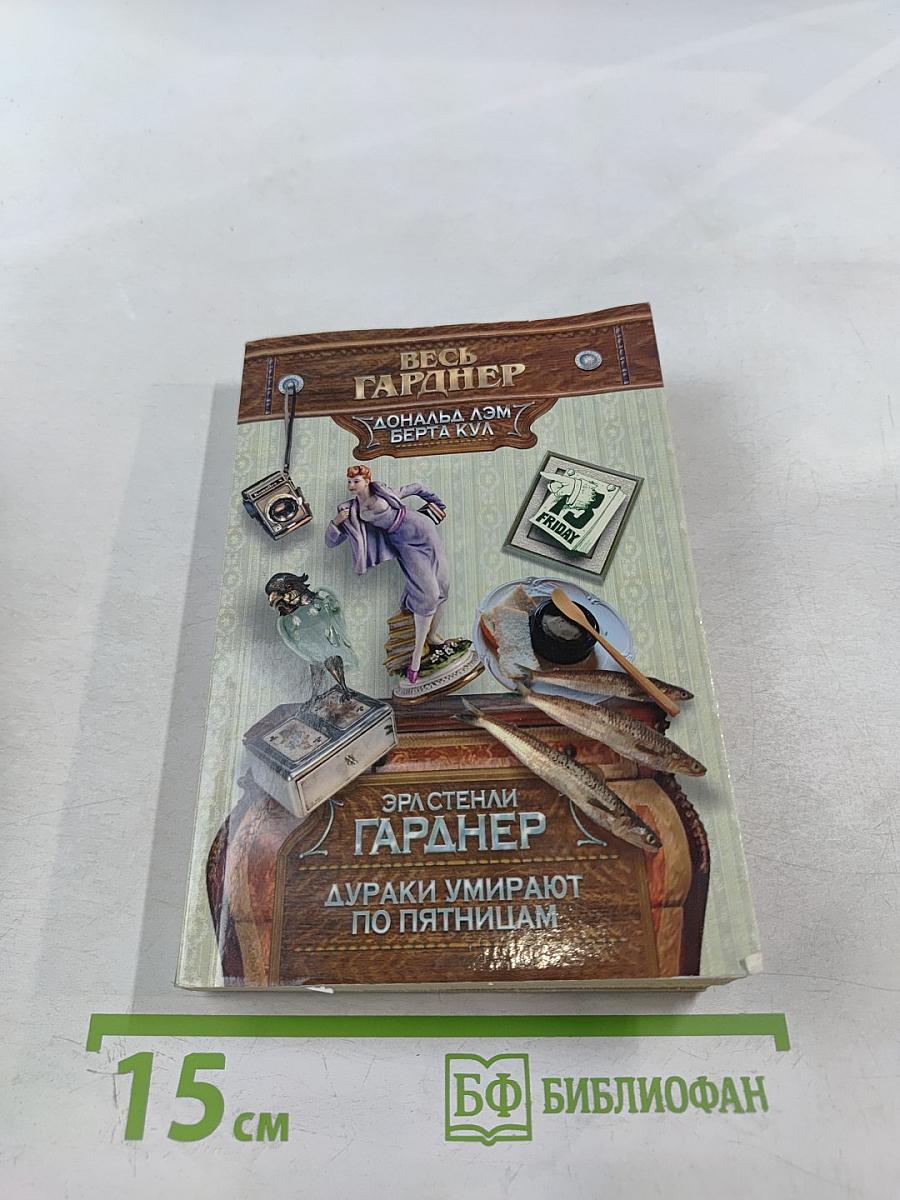 ВЕСЬ
ГАРДНЕР
ДОНАЛЬД ЛЭМ
БЕРТА КУЛ
13
FRIDAY
ЭРЛ СТЕНЛИ
ГАРДНЕР
ДУРАКИ УМИРАЮТ
ПО ПЯТНИЦАМ
15 см
БФ БИБЛИОФАН